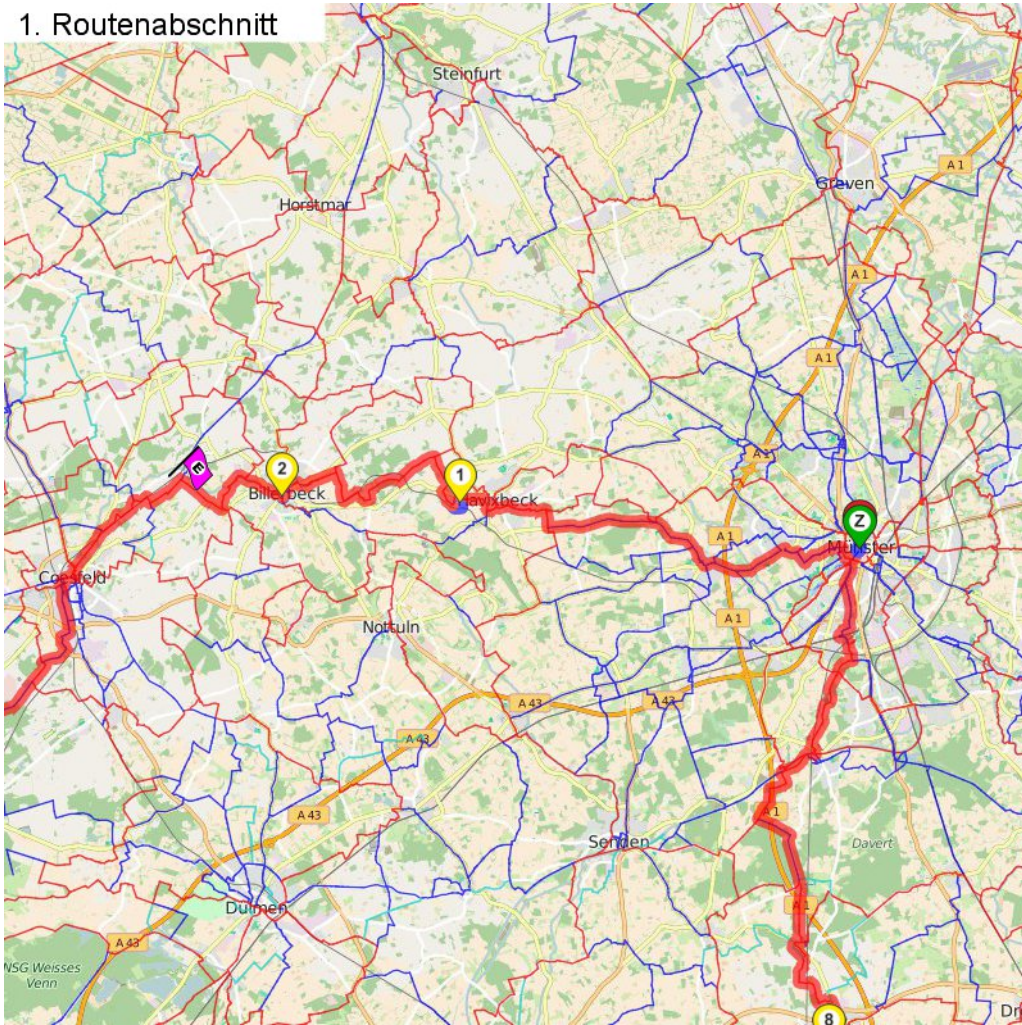 1. Routenabschnitt
Steinfurt
A 1
Greven
Horstmar
A 1
A 1
A 1
E
2
1
Billerbeck
Havixbeck
Z
A 1
Münster
Coesfeld
A 1
Nottuln
A 43
A 43
A 43
A 43
A 1
Senden
Davert
Dülmen
A 1
A 43
NSG Weisses
Venn
8